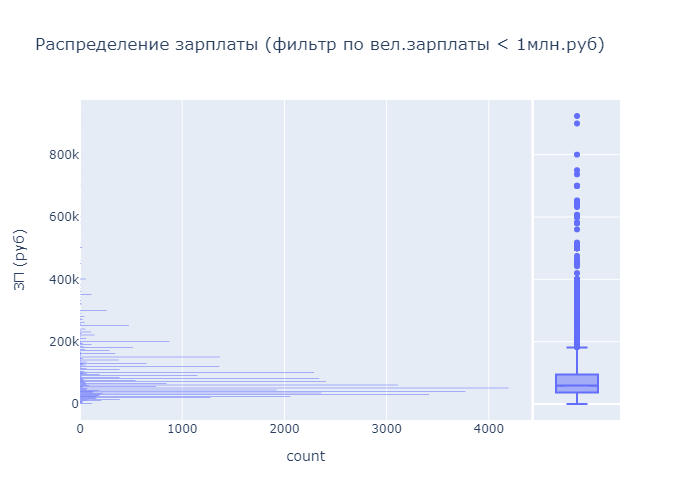 Распределение зарплаты (фильтр по вел.зарплаты < 1млн.руб)
800k
600k
400k
200k
0
ЗП (руб)
0 1000 2000 3000 4000
count